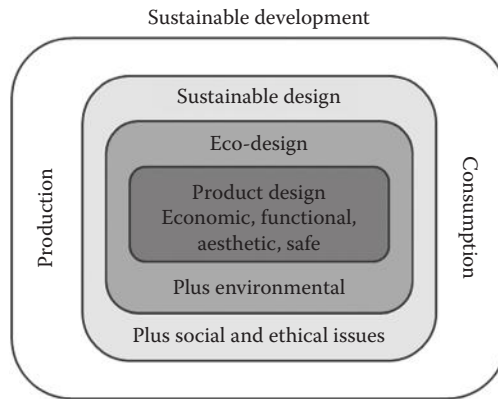 Sustainable development
Sustainable design
Eco-design
Product design
Economic, functional,
aesthetic, safe
Plus environmental
Plus social and ethical issues
Production
Consumption